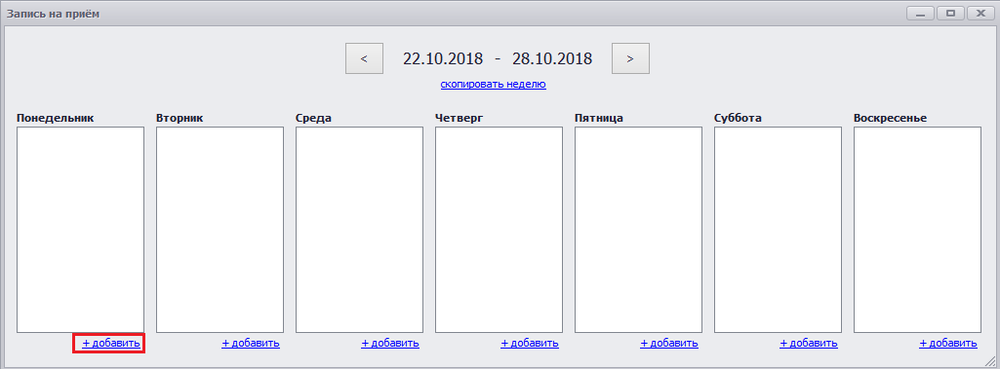 Запись на приём
< 22.10.2018 - 28.10.2018 >
скопировать неделю
Понедельник Вторник Среда Четверг Пятница Суббота Воскресенье
+ добавить + добавить + добавить + добавить + добавить + добавить + добавить